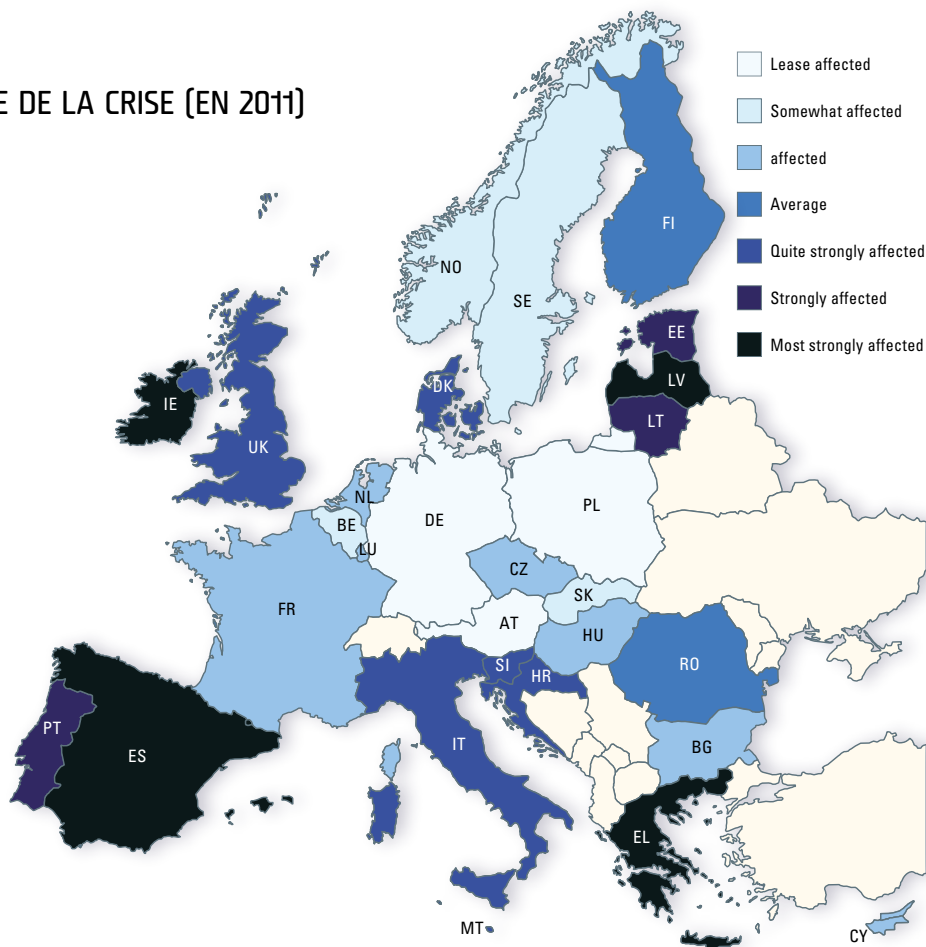 E DE LA CRISE (EN 2011)
Lease affected
Somewhat affected
affected
Average
Quite strongly affected
Strongly affected
Most strongly affected
FI
NO
SE
EE
LV
LT
DK
IE
UK
NL
BE
LU
DE
PL
CZ
SK
FR
AT
HU
SI
HR
RO
PT
ES
IT
BG
EL
MT
CY